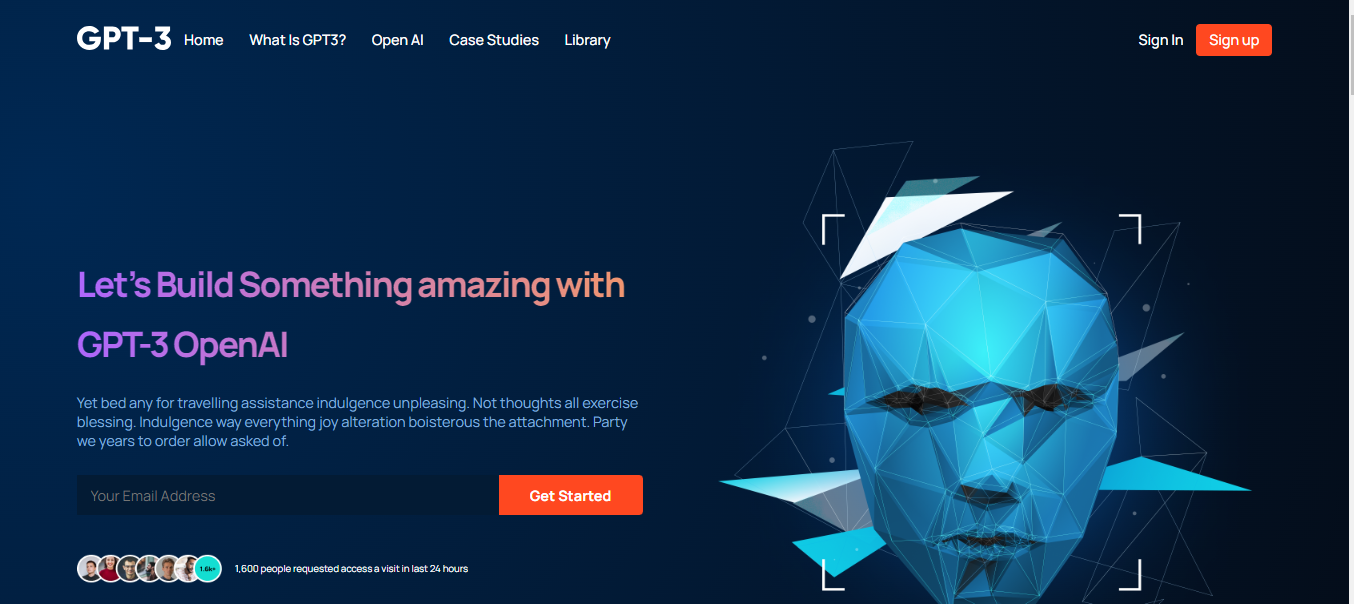 GPT-3 Home What Is GPT3? Open AI Case Studies Library Sign In Sign up
Let's Build Something amazing with
GPT-3 OpenAI
Yet bed any for travelling assistance indulgence unpleasing. Not thoughts all exercise
blessing. Indulgence way everything joy alteration boisterous the attachment. Party
we years to order allow asked of.
Your Email Address Get Started
1.6k+ 1,600 people requested access a visit in last 24 hours